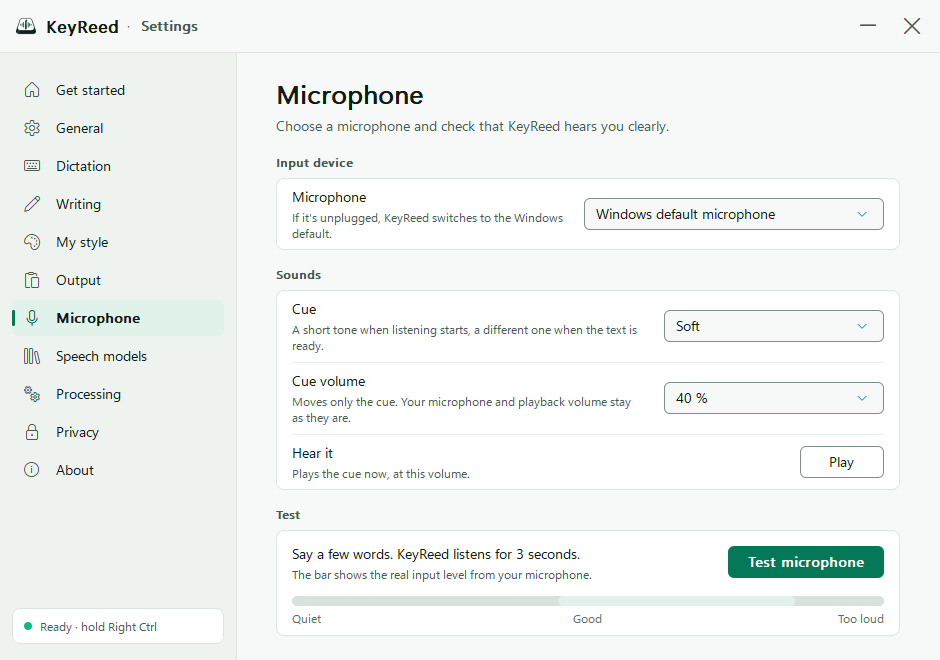 KeyReed · Settings
Get started
General
Dictation
Writing
My style
Output
Microphone
Speech models
Processing
Privacy
About
Ready · hold Right Ctrl
Microphone
Choose a microphone and check that KeyReed hears you clearly.
Input device
Microphone
If it's unplugged, KeyReed switches to the Windows
default.
Windows default microphone
Sounds
Cue
A short tone when listening starts, a different one when the text is
ready.
Soft
Cue volume
Moves only the cue. Your microphone and playback volume stay
as they are.
40 %
Hear it
Plays the cue now, at this volume.
Play
Test
Say a few words. KeyReed listens for 3 seconds.
The bar shows the real input level from your microphone.
Test microphone
Quiet
Good
Too loud